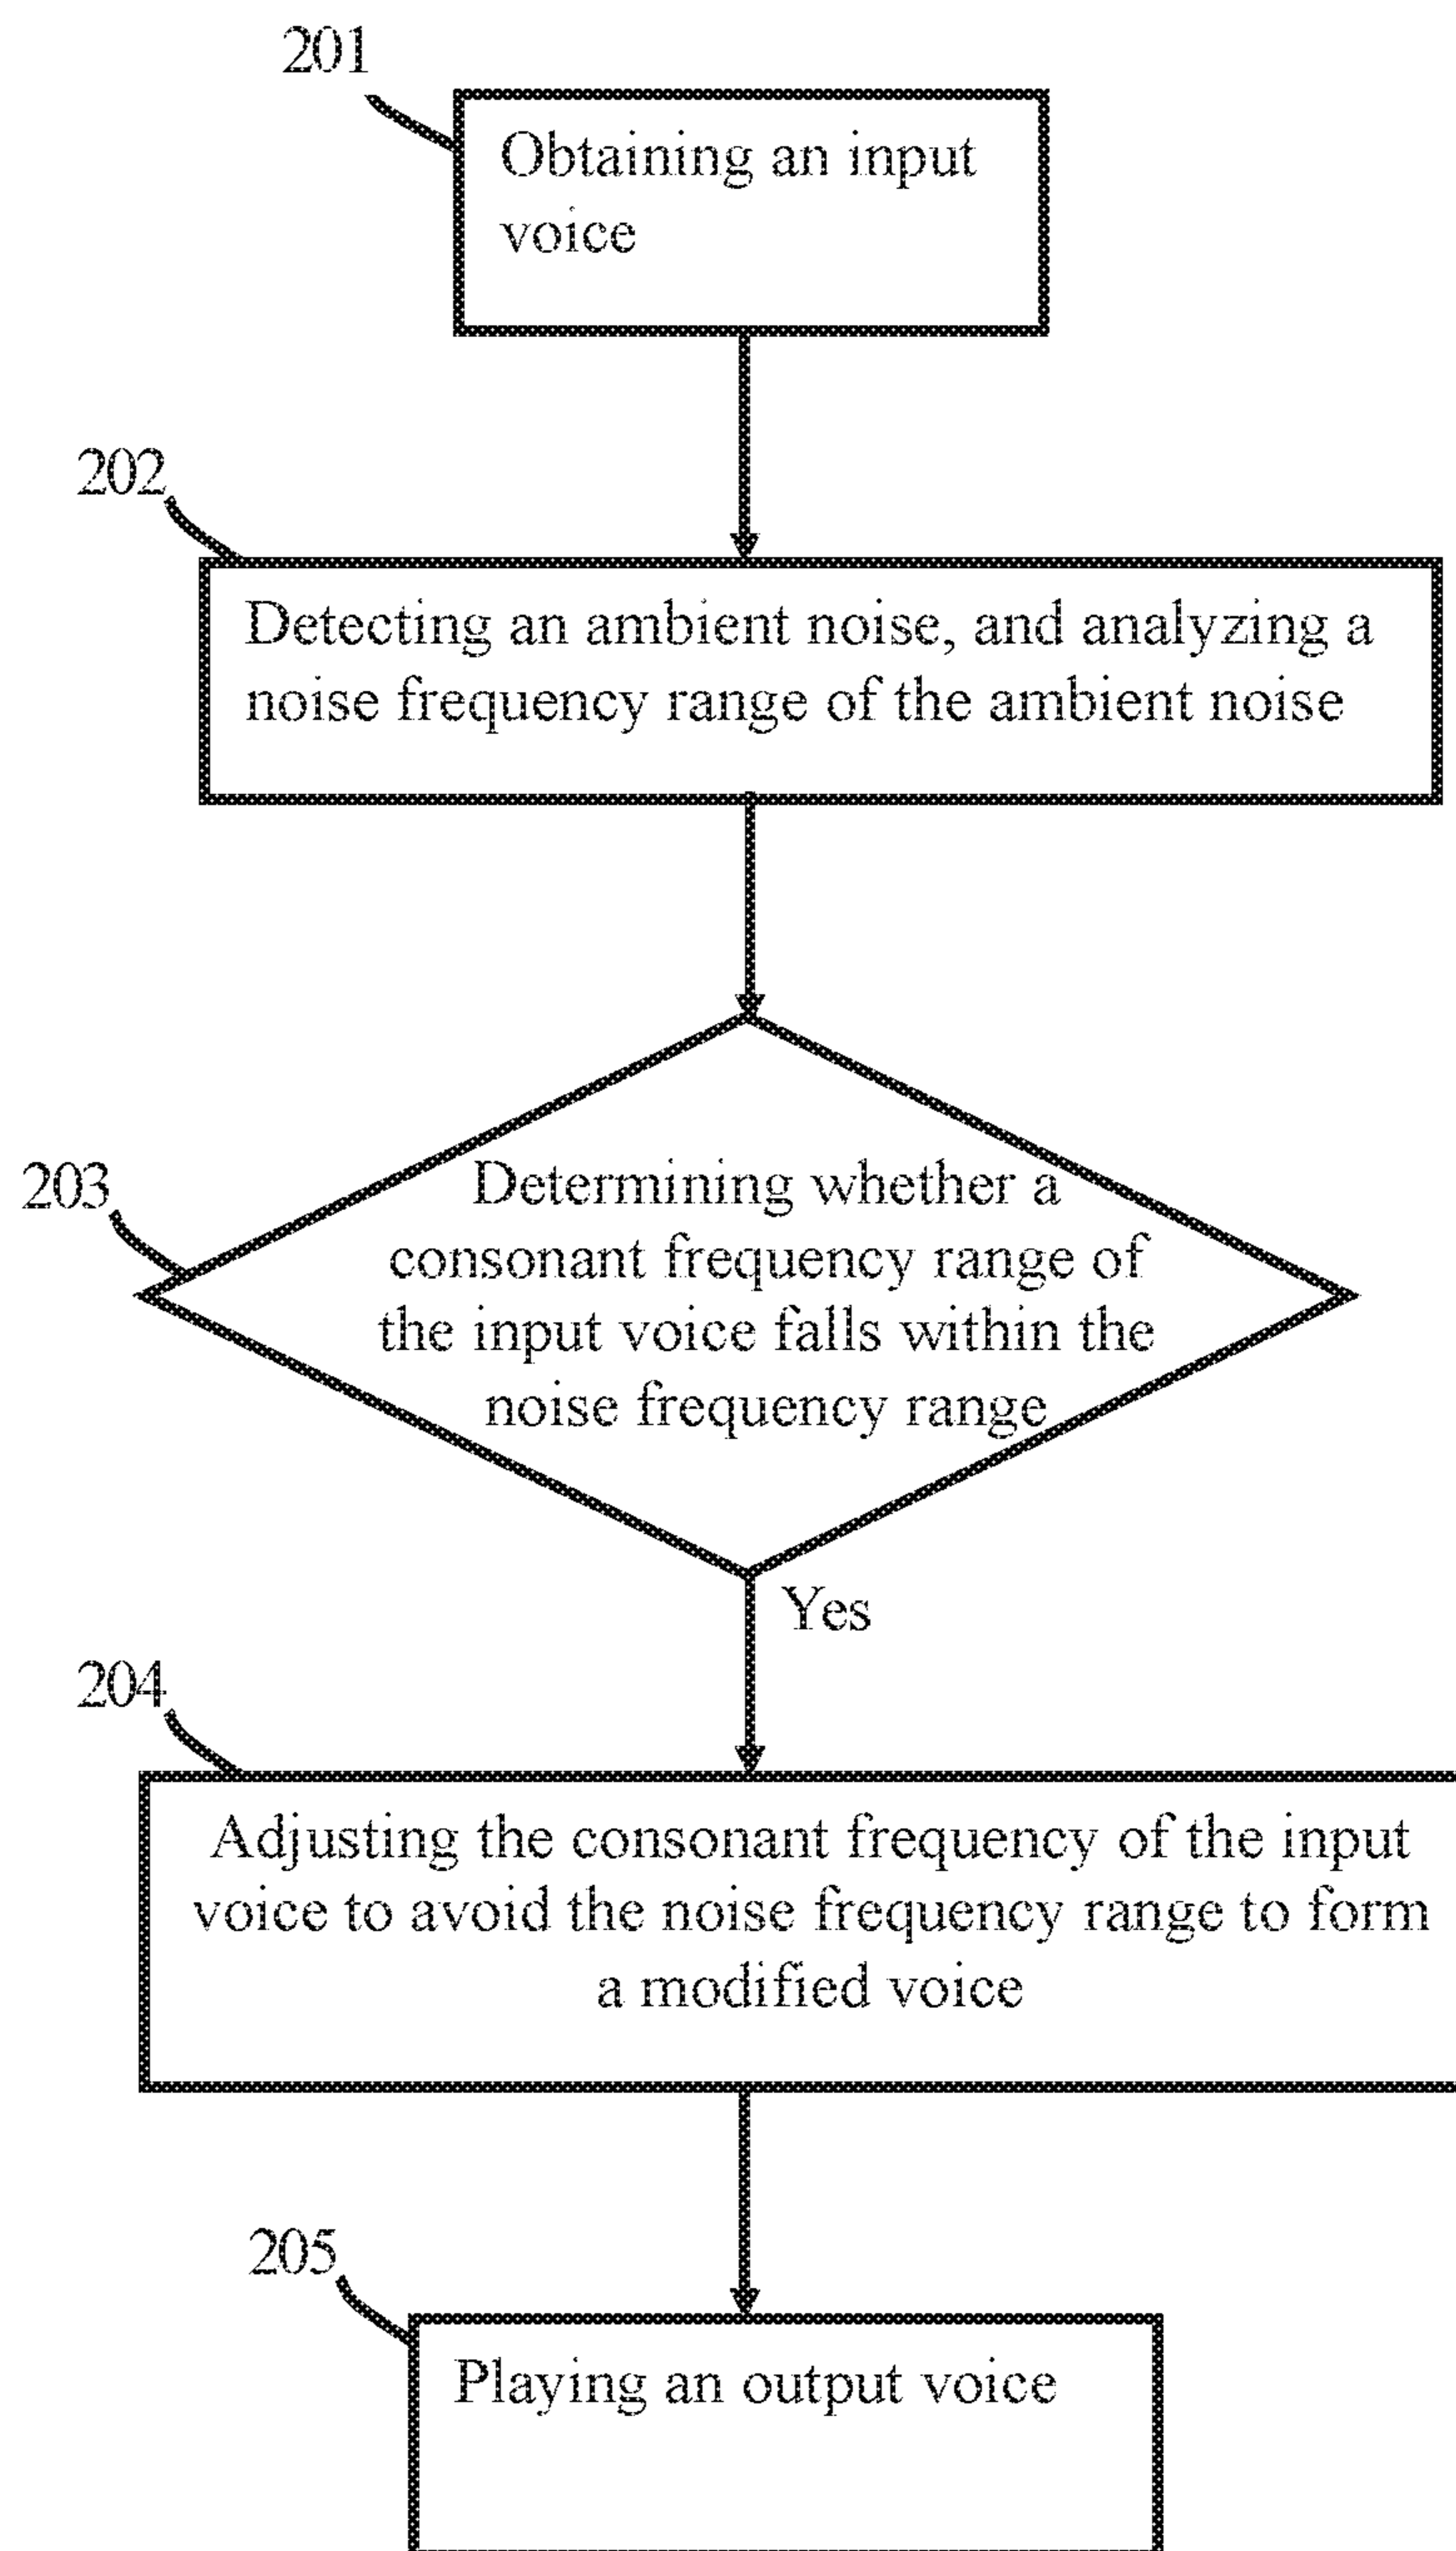 201
Obtaining an input
voice
202
Detecting an ambient noise, and analyzing a
noise frequency range of the ambient noise
203
Determining whether a
consonant frequency range of
the input voice falls within the
noise frequency range
Yes
204
Adjusting the consonant frequency of the input
voice to avoid the noise frequency range to form
a modified voice
205
Playing an output voice